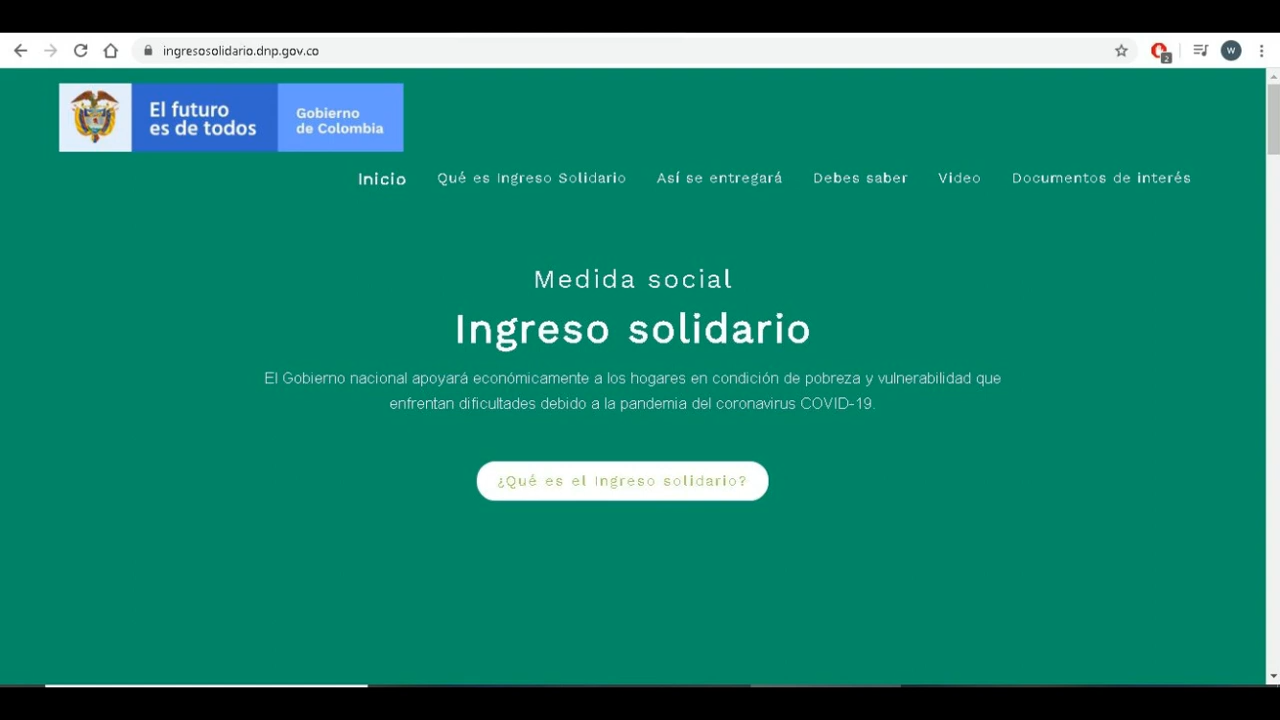 ingresosolidario.dnp.gov.co
2
W
El futuro
es de todos
Gobierno
de Colombia
Inicio Qué es Ingreso Solidario Así se entregará Debes saber Video Documentos de interés
Medida social
Ingreso solidario
El Gobierno nacional apoyará económicamente a los hogares en condición de pobreza y vulnerabilidad que
enfrentan dificultades debido a la pandemia del coronavirus COVID-19.
¿Qué es el Ingreso solidario?